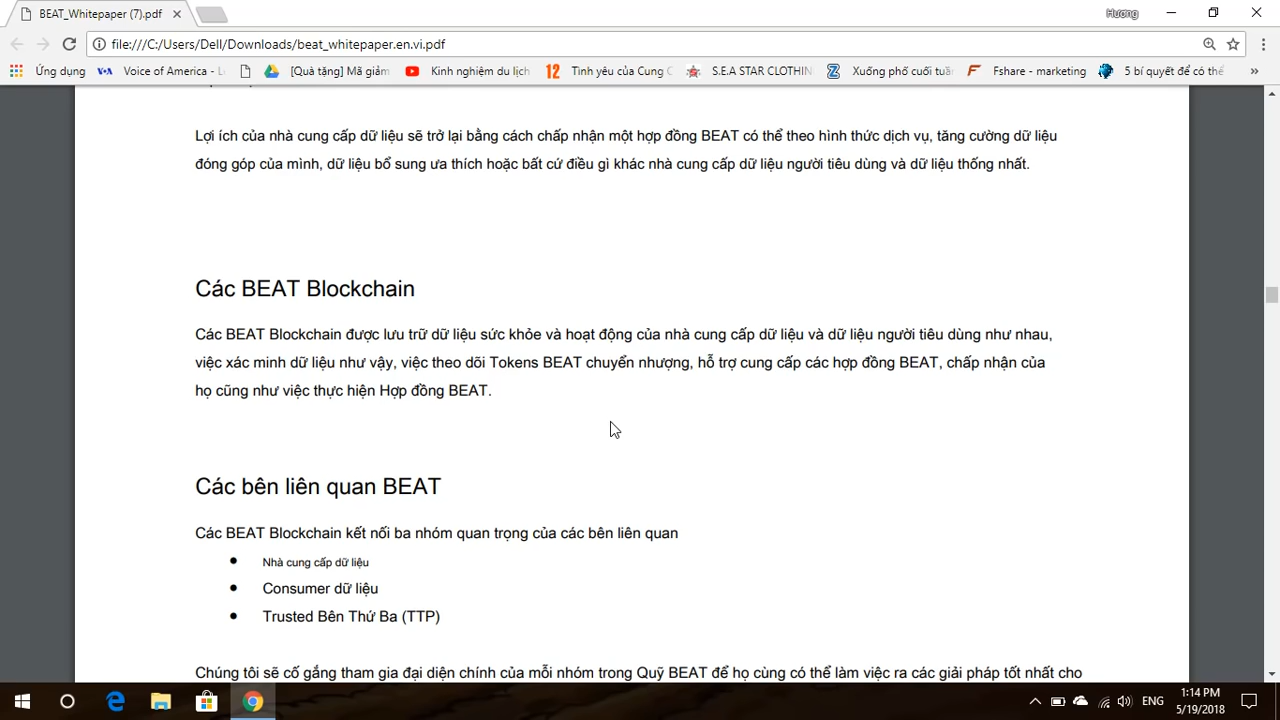 BEAT_Whitepaper (7).pdf
Hương
file:///C:/Users/Dell/Downloads/beat_whitepaper.en.vi.pdf
Ứng dụng Voice of America - L [Quà tặng] Mã giảm Kinh nghiệm du lịch Tình yêu của Cung S.E.A STAR CLOTHIN Xuống phố cuối tuần Fshare - marketing 5 bí quyết để có thể »
Lợi ích của nhà cung cấp dữ liệu sẽ trở lại bằng cách chấp nhận một hợp đồng BEAT có thể theo hình thức dịch vụ, tăng cường dữ liệu
đóng góp của mình, dữ liệu bổ sung ưa thích hoặc bất cứ điều gì khác nhà cung cấp dữ liệu người tiêu dùng và dữ liệu thống nhất.
Các BEAT Blockchain
Các BEAT Blockchain được lưu trữ dữ liệu sức khỏe và hoạt động của nhà cung cấp dữ liệu và dữ liệu người tiêu dùng như nhau,
việc xác minh dữ liệu như vậy, việc theo dõi Tokens BEAT chuyển nhượng, hỗ trợ cung cấp các hợp đồng BEAT, chấp nhận của
họ cũng như việc thực hiện Hợp đồng BEAT.
Các bên liên quan BEAT
Các BEAT Blockchain kết nối ba nhóm quan trọng của các bên liên quan
• Nhà cung cấp dữ liệu
• Consumer dữ liệu
• Trusted Bên Thứ Ba (TTP)
Chúng tôi sẽ cố gắng tham gia đại diện chính của mỗi nhóm trong Quỹ BEAT để họ cùng có thể làm việc ra các giải pháp tốt nhất cho
ENG
1:14 PM
5/19/2018